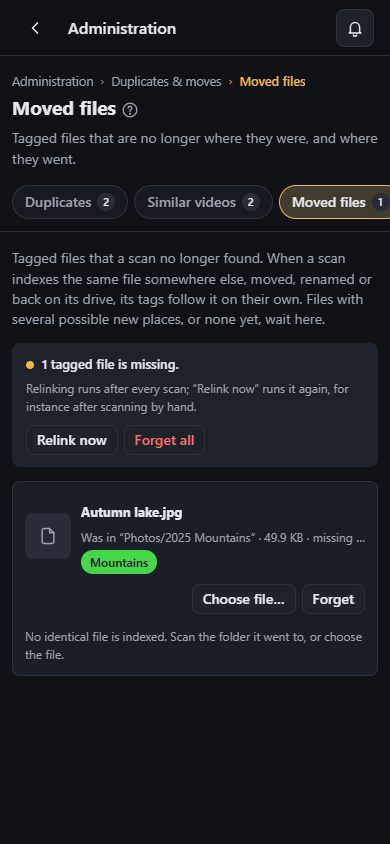 Administration
Administration › Duplicates & moves › Moved files
Moved files ?
Tagged files that are no longer where they were, and where
they went.
Duplicates 2 Similar videos 2 Moved files 1
Tagged files that a scan no longer found. When a scan
indexes the same file somewhere else, moved, renamed or
back on its drive, its tags follow it on their own. Files with
several possible new places, or none yet, wait here.
1 tagged file is missing.
Relinking runs after every scan; “Relink now” runs it again, for
instance after scanning by hand.
Relink now Forget all
Autumn lake.jpg
Was in “Photos/2025 Mountains” · 49.9 KB · missing ...
Mountains
Choose file... Forget
No identical file is indexed. Scan the folder it went to, or choose
the file.